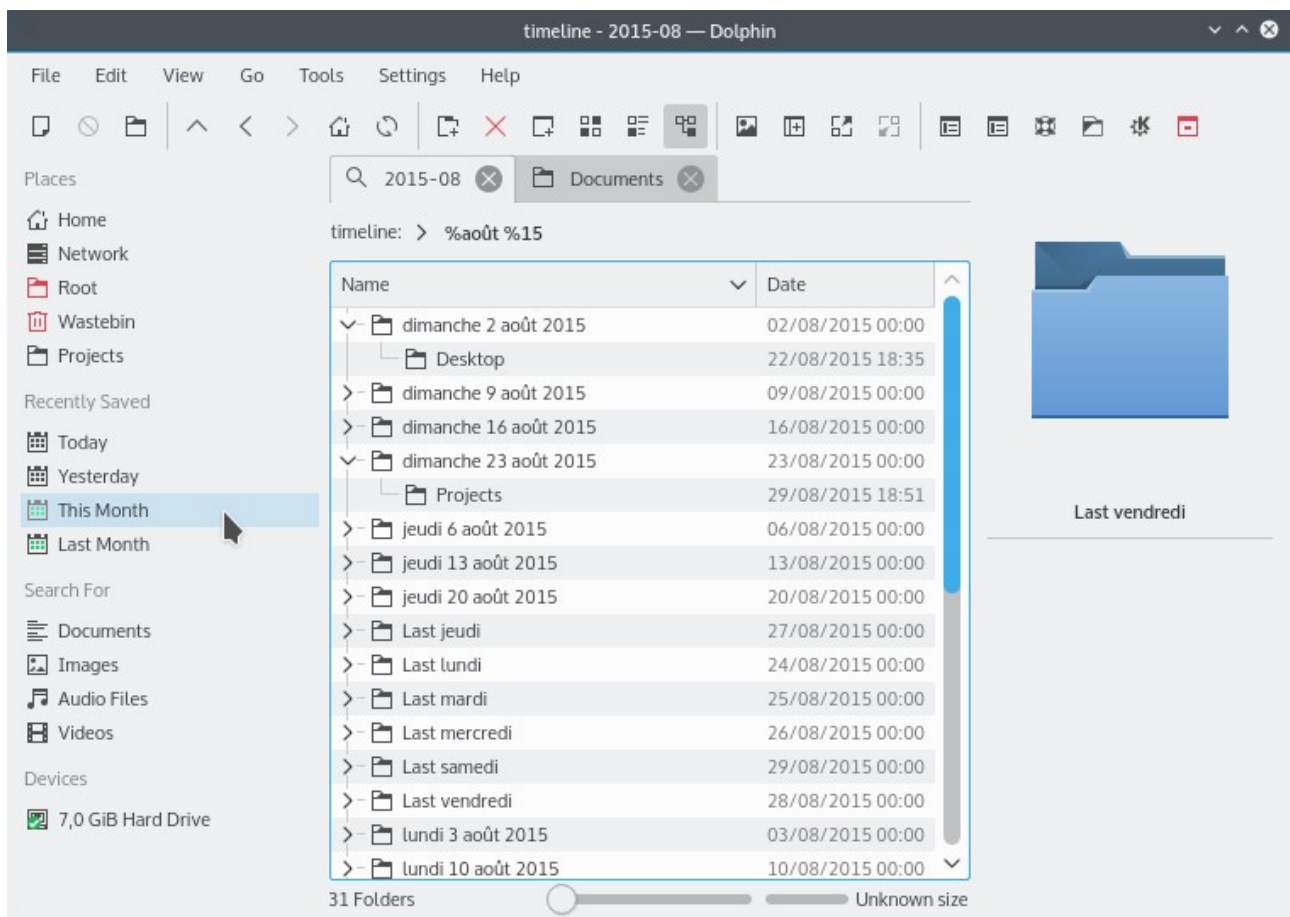 timeline - 2015-08 — Dolphin
File Edit View Go Tools Settings Help
Places
Home
Network
Root
Wastebin
Projects
Recently Saved
Today
Yesterday
This Month
Last Month
Search For
Documents
Images
Audio Files
Videos
Devices
7,0 GiB Hard Drive
2015-08 Documents
timeline: > %août %15
Name Date
dimanche 2 août 2015 02/08/2015 00:00
Desktop 22/08/2015 18:35
dimanche 9 août 2015 09/08/2015 00:00
dimanche 16 août 2015 16/08/2015 00:00
dimanche 23 août 2015 23/08/2015 00:00
Projects 29/08/2015 18:51
jeudi 6 août 2015 06/08/2015 00:00
jeudi 13 août 2015 13/08/2015 00:00
jeudi 20 août 2015 20/08/2015 00:00
Last jeudi 27/08/2015 00:00
Last lundi 24/08/2015 00:00
Last mardi 25/08/2015 00:00
Last mercredi 26/08/2015 00:00
Last samedi 29/08/2015 00:00
Last vendredi 28/08/2015 00:00
lundi 3 août 2015 03/08/2015 00:00
lundi 10 août 2015 10/08/2015 00:00
31 Folders Unknown size
Last vendredi